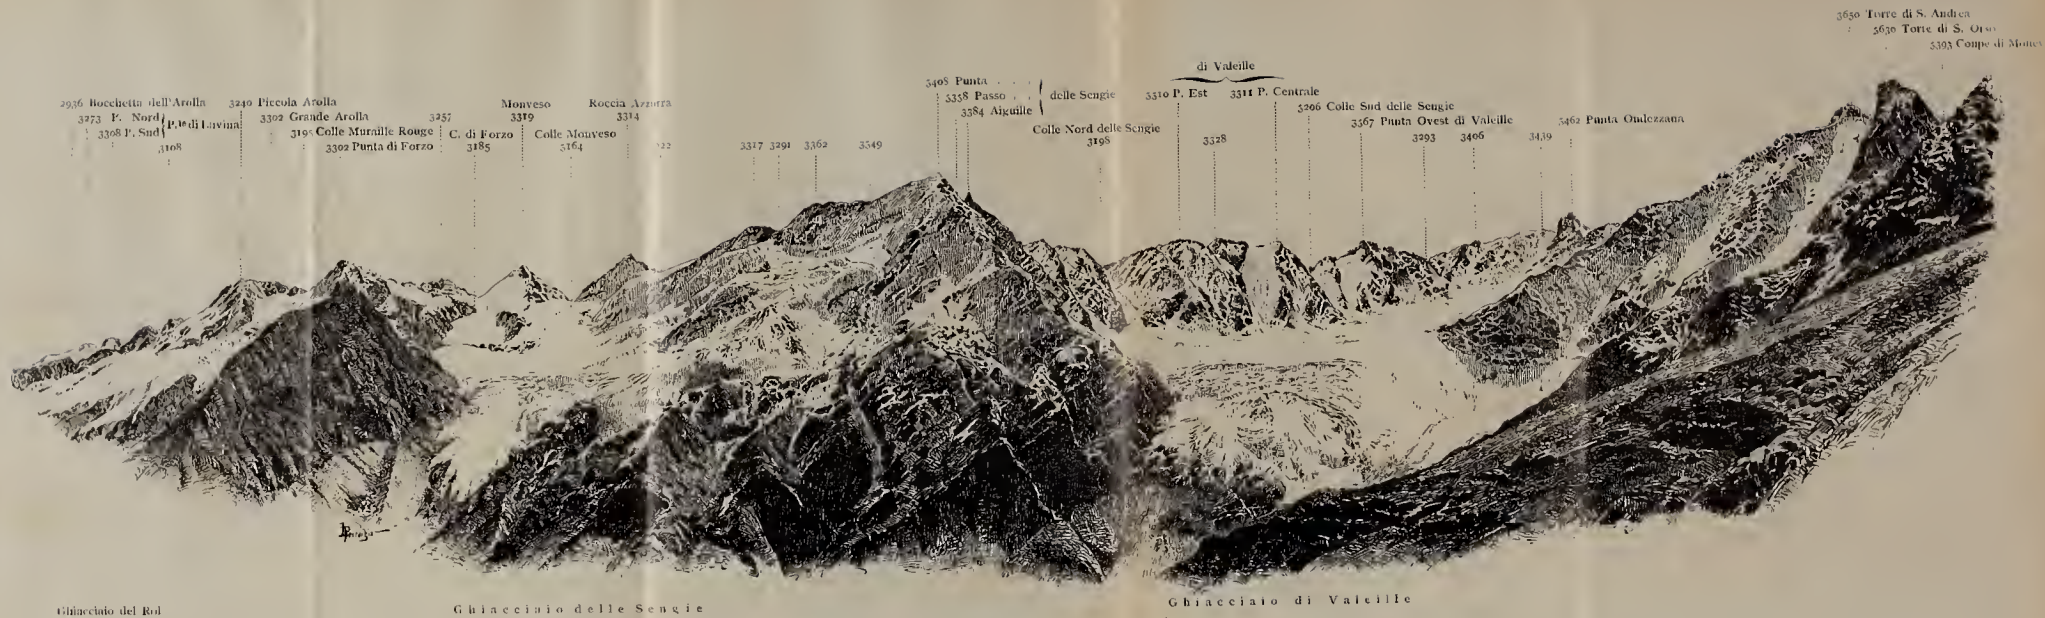 2936 Bocchetta dell'Arolla
3273 P. Nord
3308 P. Sud
P.te di Lavina
3108
3240 Piccola Arolla
3302 Grande Arolla
3195 Colle Muraille Rouge
3302 Punta di Forzo
3257
C. di Forzo
3185
Monveso
3319
Colle Monveso
3164
Roccia Azzurra
3314
22
3317 3291 3362 3349
3408 Punta . . .
3358 Passo . .
3384 Aiguille
delle Sengie
Colle Nord delle Sengie
3198
di Valeille
3310 P. Est
3311 P. Centrale
3328
3206 Colle Sud delle Sengie
3367 Punta Ovest di Valeille
3293 3406 3439
3462 Punta Ondezzana
3650 Torre di S. Andrea
3630 Torre di S. Orso
3393 Coupé di Money
Ghiacciaio del Rol
Ghiacciaio delle Sengie
Ghiacciaio di Valeille